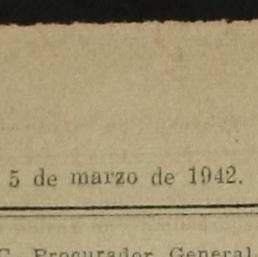 5 de marzo de 1942.
C. Procurador General